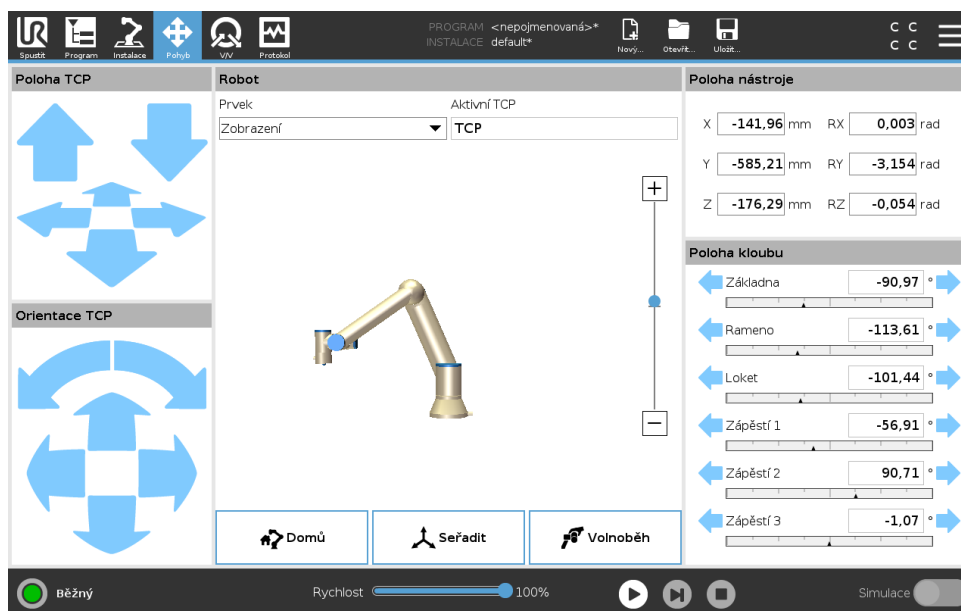 UR
PROGRAM <nepojmenovaná>*
INSTALACE default*
C C
C C
Spustit Program Instalace Pohyb V/V Protokol Nový... Otevřít... Uložit...
Poloha TCP
Robot
Prvek Aktivní TCP
Zobrazení TCP
Domů Seřadit Volnoběh
Orientace TCP
Poloha nástroje
X -141,96 mm RX 0,003 rad
Y -585,21 mm RY -3,154 rad
Z -176,29 mm RZ -0,054 rad
Poloha kloubu
Základna -90,97 °
Rameno -113,61 °
Loket -101,44 °
Zápěstí 1 -56,91 °
Zápěstí 2 90,71 °
Zápěstí 3 -1,07 °
Běžný Rychlost 100% Simulace